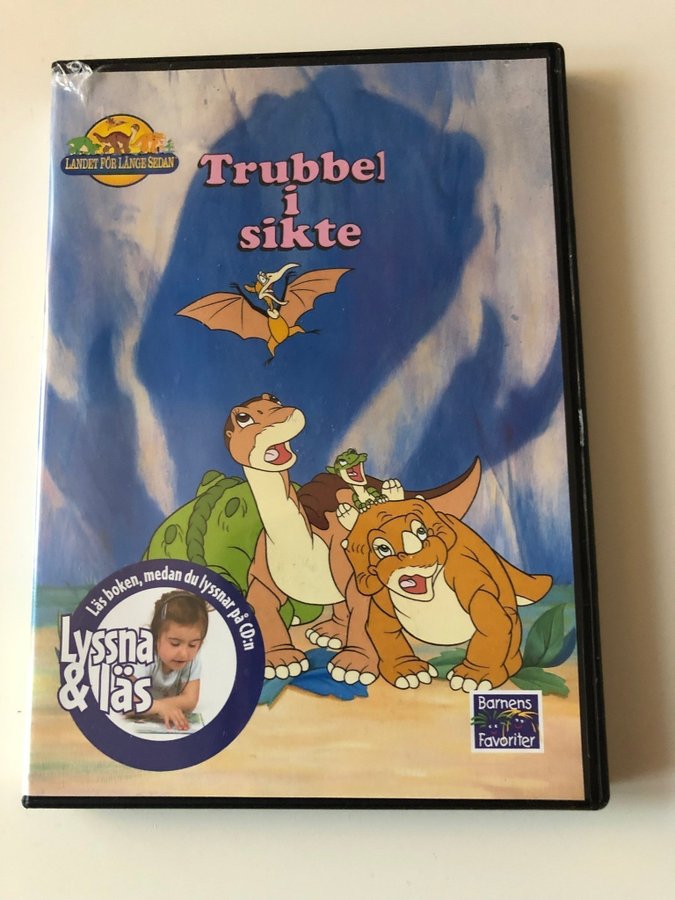 LANDET FÖR LÄNGE SEDAN
Trubbel
i
sikte
Läs boken, medan du lyssnar på CD:n
Lyssna
& läs
Barnens
Favoriter